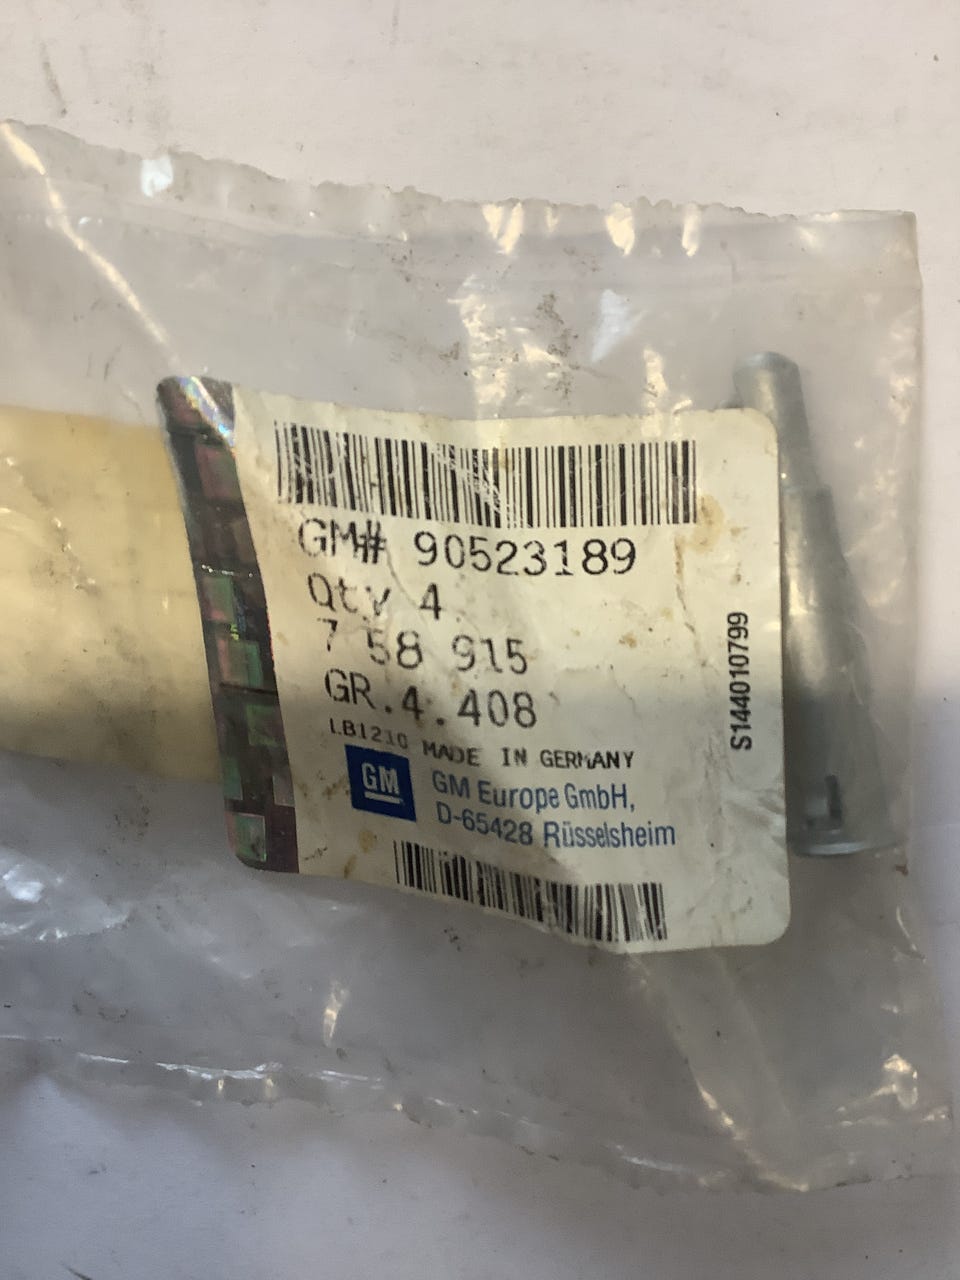 GM# 90523189
Qty 4
7 58 915
GR.4.408
LB1210 MADE IN GERMANY
GM
GM Europe GmbH,
D-65428 Rüsselsheim
S144010799